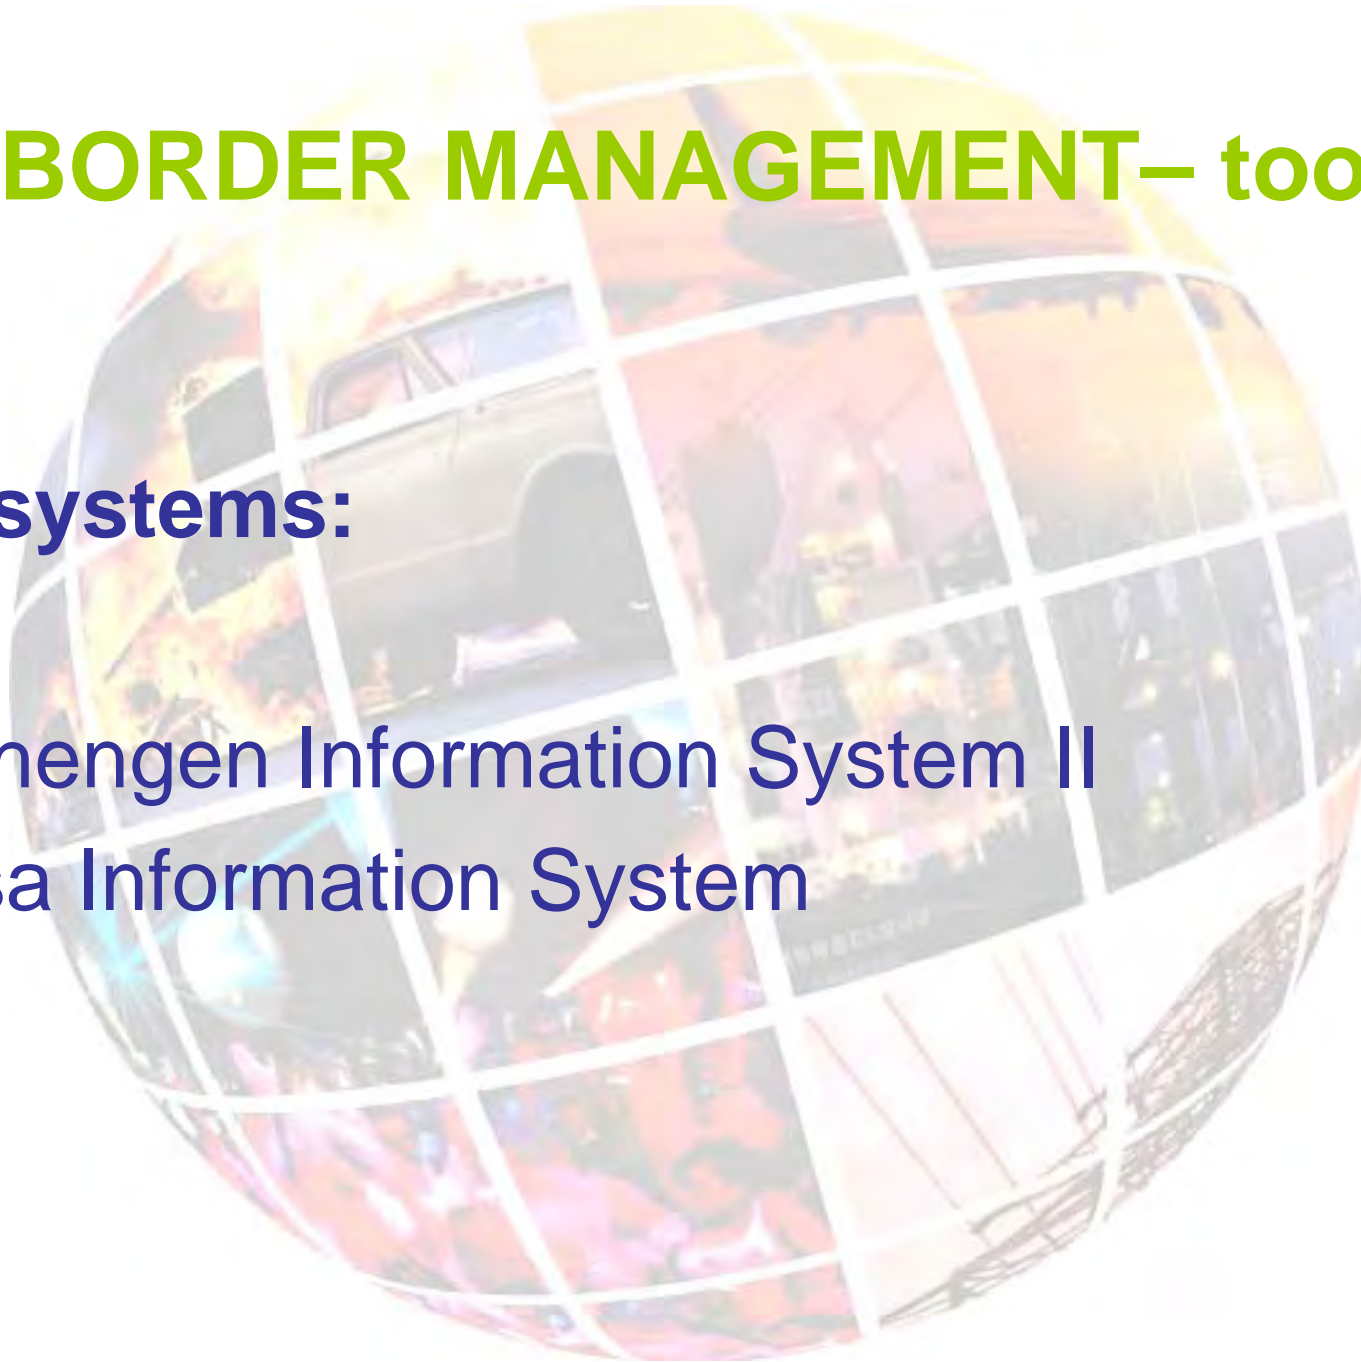 BORDER MANAGEMENT– too
systems:
hengen Information System II
sa Information System